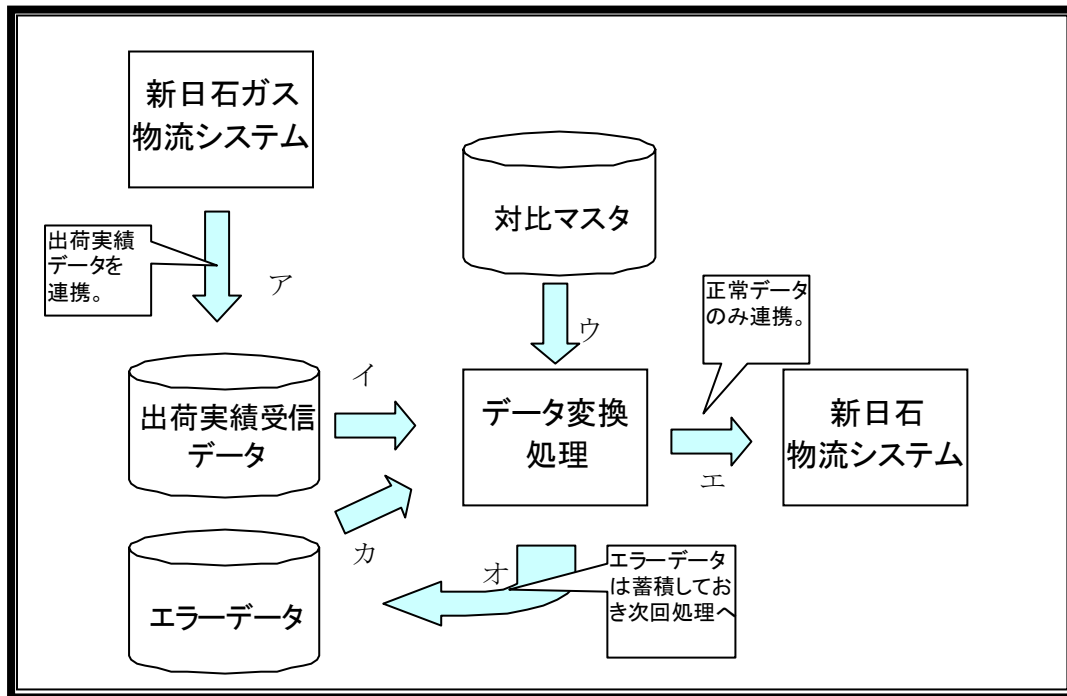 新日石ガス
物流システム
対比マスタ
出荷実績
データを
連携。
ア
正常データ
のみ連携。
ウ
イ
出荷実績受信
データ
データ変換
処理
エ
新日石
物流システム
カ
オ
エラーデータ
は蓄積してお
き次回処理へ
エラーデータ